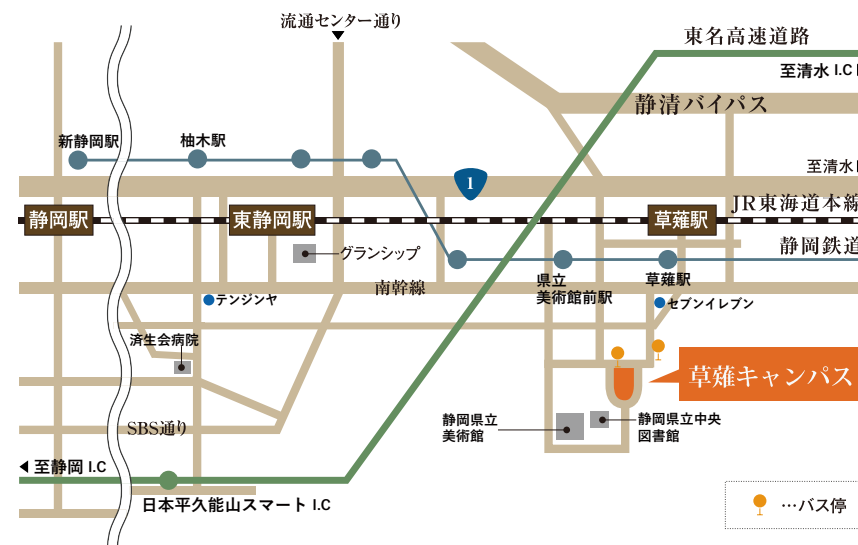 流通センター通り
東名高速道路
至清水 I.C
静清バイパス
新静岡駅
柚木駅
至清水
1
JR東海道本線
静岡駅
東静岡駅
草薙駅
静岡鉄道
グランシップ
県立
美術館前駅
草薙駅
南幹線
テンジンヤ
セブンイレブン
済生会病院
草薙キャンパス
SBS通り
静岡県立
美術館
静岡県立中央
図書館
至静岡 I.C
日本平久能山スマート I.C
…バス停